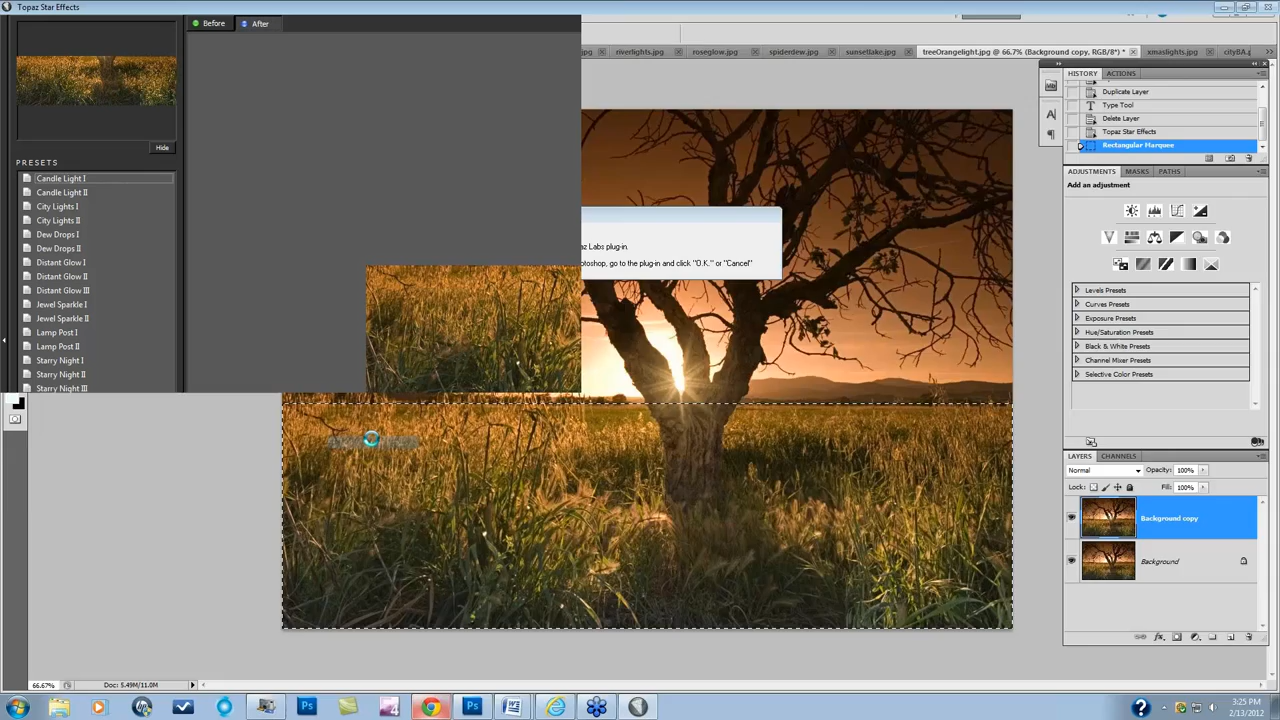 Topaz Star Effects
Before
After
riverlights.jpg
roseglow.jpg
spiderdew.jpg
sunsetlake.jpg
treeOrangelight.jpg @ 66.7% (Background copy, RGB/8*) *
xmaslights.jpg
HISTORY
ACTIONS
Duplicate Layer
Type Tool
Delete Layer
Topaz Star Effects
Rectangular Marquee
Hide
PRESETS
Candle Light I
Candle Light II
City Lights I
City Lights II
Dew Drops I
Dew Drops II
Distant Glow I
Distant Glow II
Distant Glow III
Jewel Sparkle I
Jewel Sparkle II
Lamp Post I
Lamp Post II
Starry Night I
Starry Night II
Starry Night III
az Labs plug-in.
otoshop, go to the plug-in and click "O.K." or "Cancel"
ADJUSTMENTS
MASKS
PATHS
Add an adjustment
Levels Presets
Curves Presets
Exposure Presets
Hue/Saturation Presets
Black & White Presets
Channel Mixer Presets
Selective Color Presets
LAYERS
CHANNELS
Normal
Opacity: 100%
Lock:
Fill: 100%
Background copy
Background
66.67%
Doc: 5.49M/11.0M
3:25 PM
2/13/2012